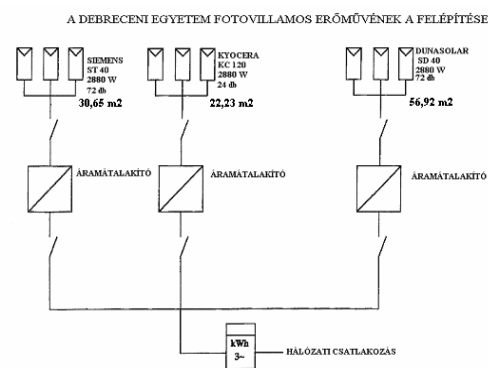 A DEBRECENI EGYETEM FOTOVILLAMOS ERŐMŰVÉNEK A FELÉPÍTÉSE
SIEMENS
ST 40
2880 W
72 db
30,65 m2
KYOCERA
KC 120
2880 W
24 db
22,23 m2
DUNASOLAR
SD 40
2880 W
72 db
56,92 m2
ÁRAMÁTALAKÍTÓ
ÁRAMÁTALAKÍTÓ
ÁRAMÁTALAKÍTÓ
kWh
3~
HÁLÓZATI CSATLAKOZÁS